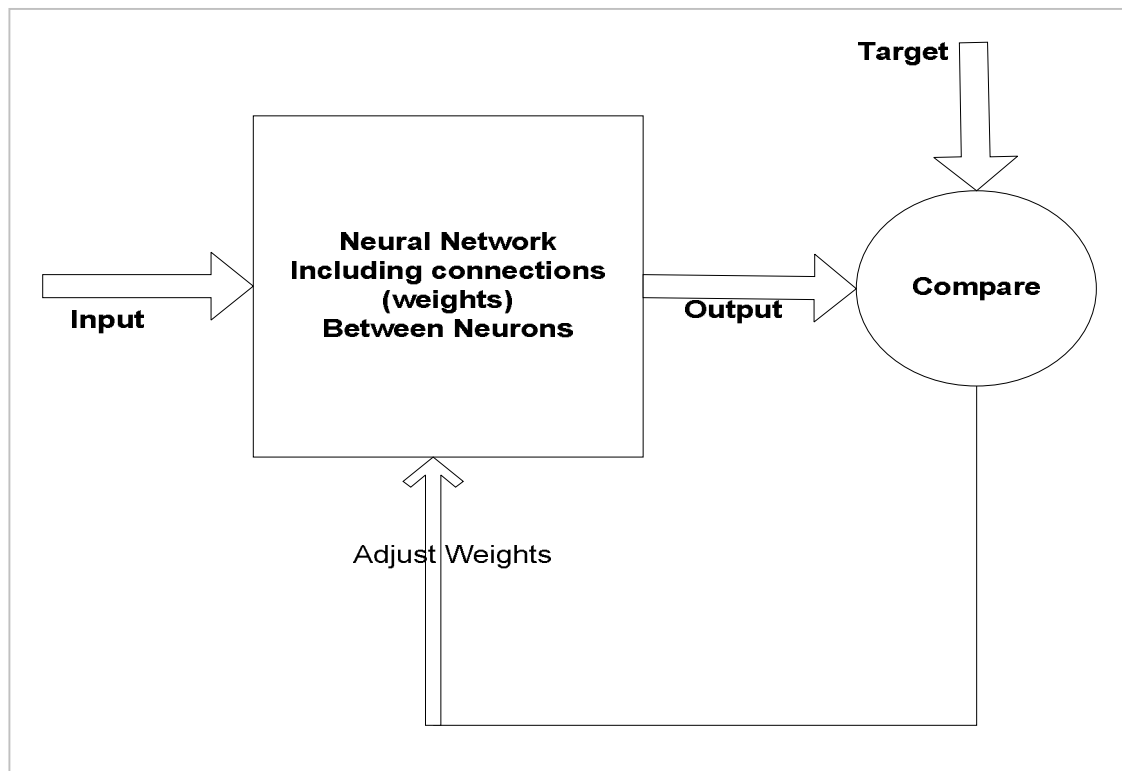 Target
Neural Network
Including connections
(weights)
Between Neurons
Compare
Input
Output
Adjust Weights